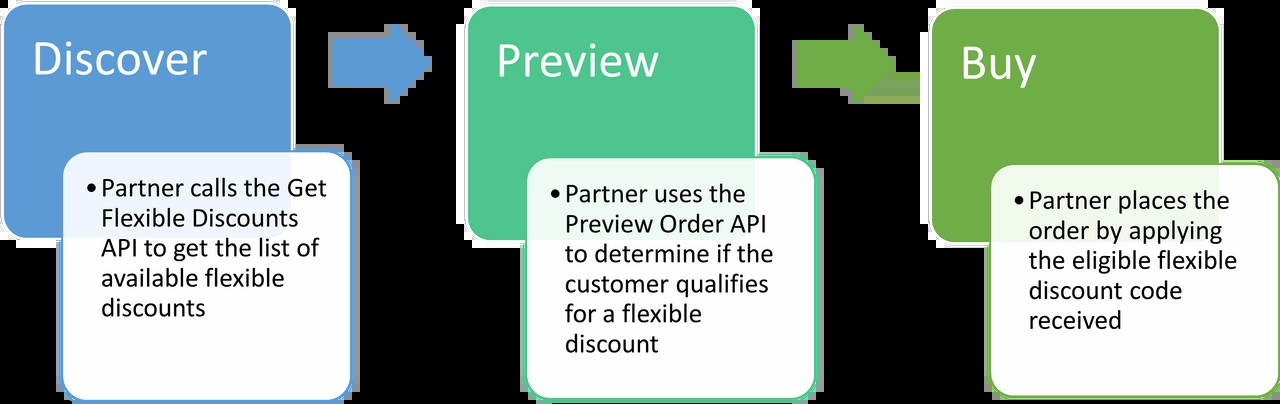 Discover
•Partner calls the Get
Flexible Discounts
API to get the list of
available flexible
discounts
Preview
•Partner uses the
Preview Order API
to determine if the
customer qualifies
for a flexible
discount
Buy
•Partner places the
order by applying
the eligible flexible
discount code
received